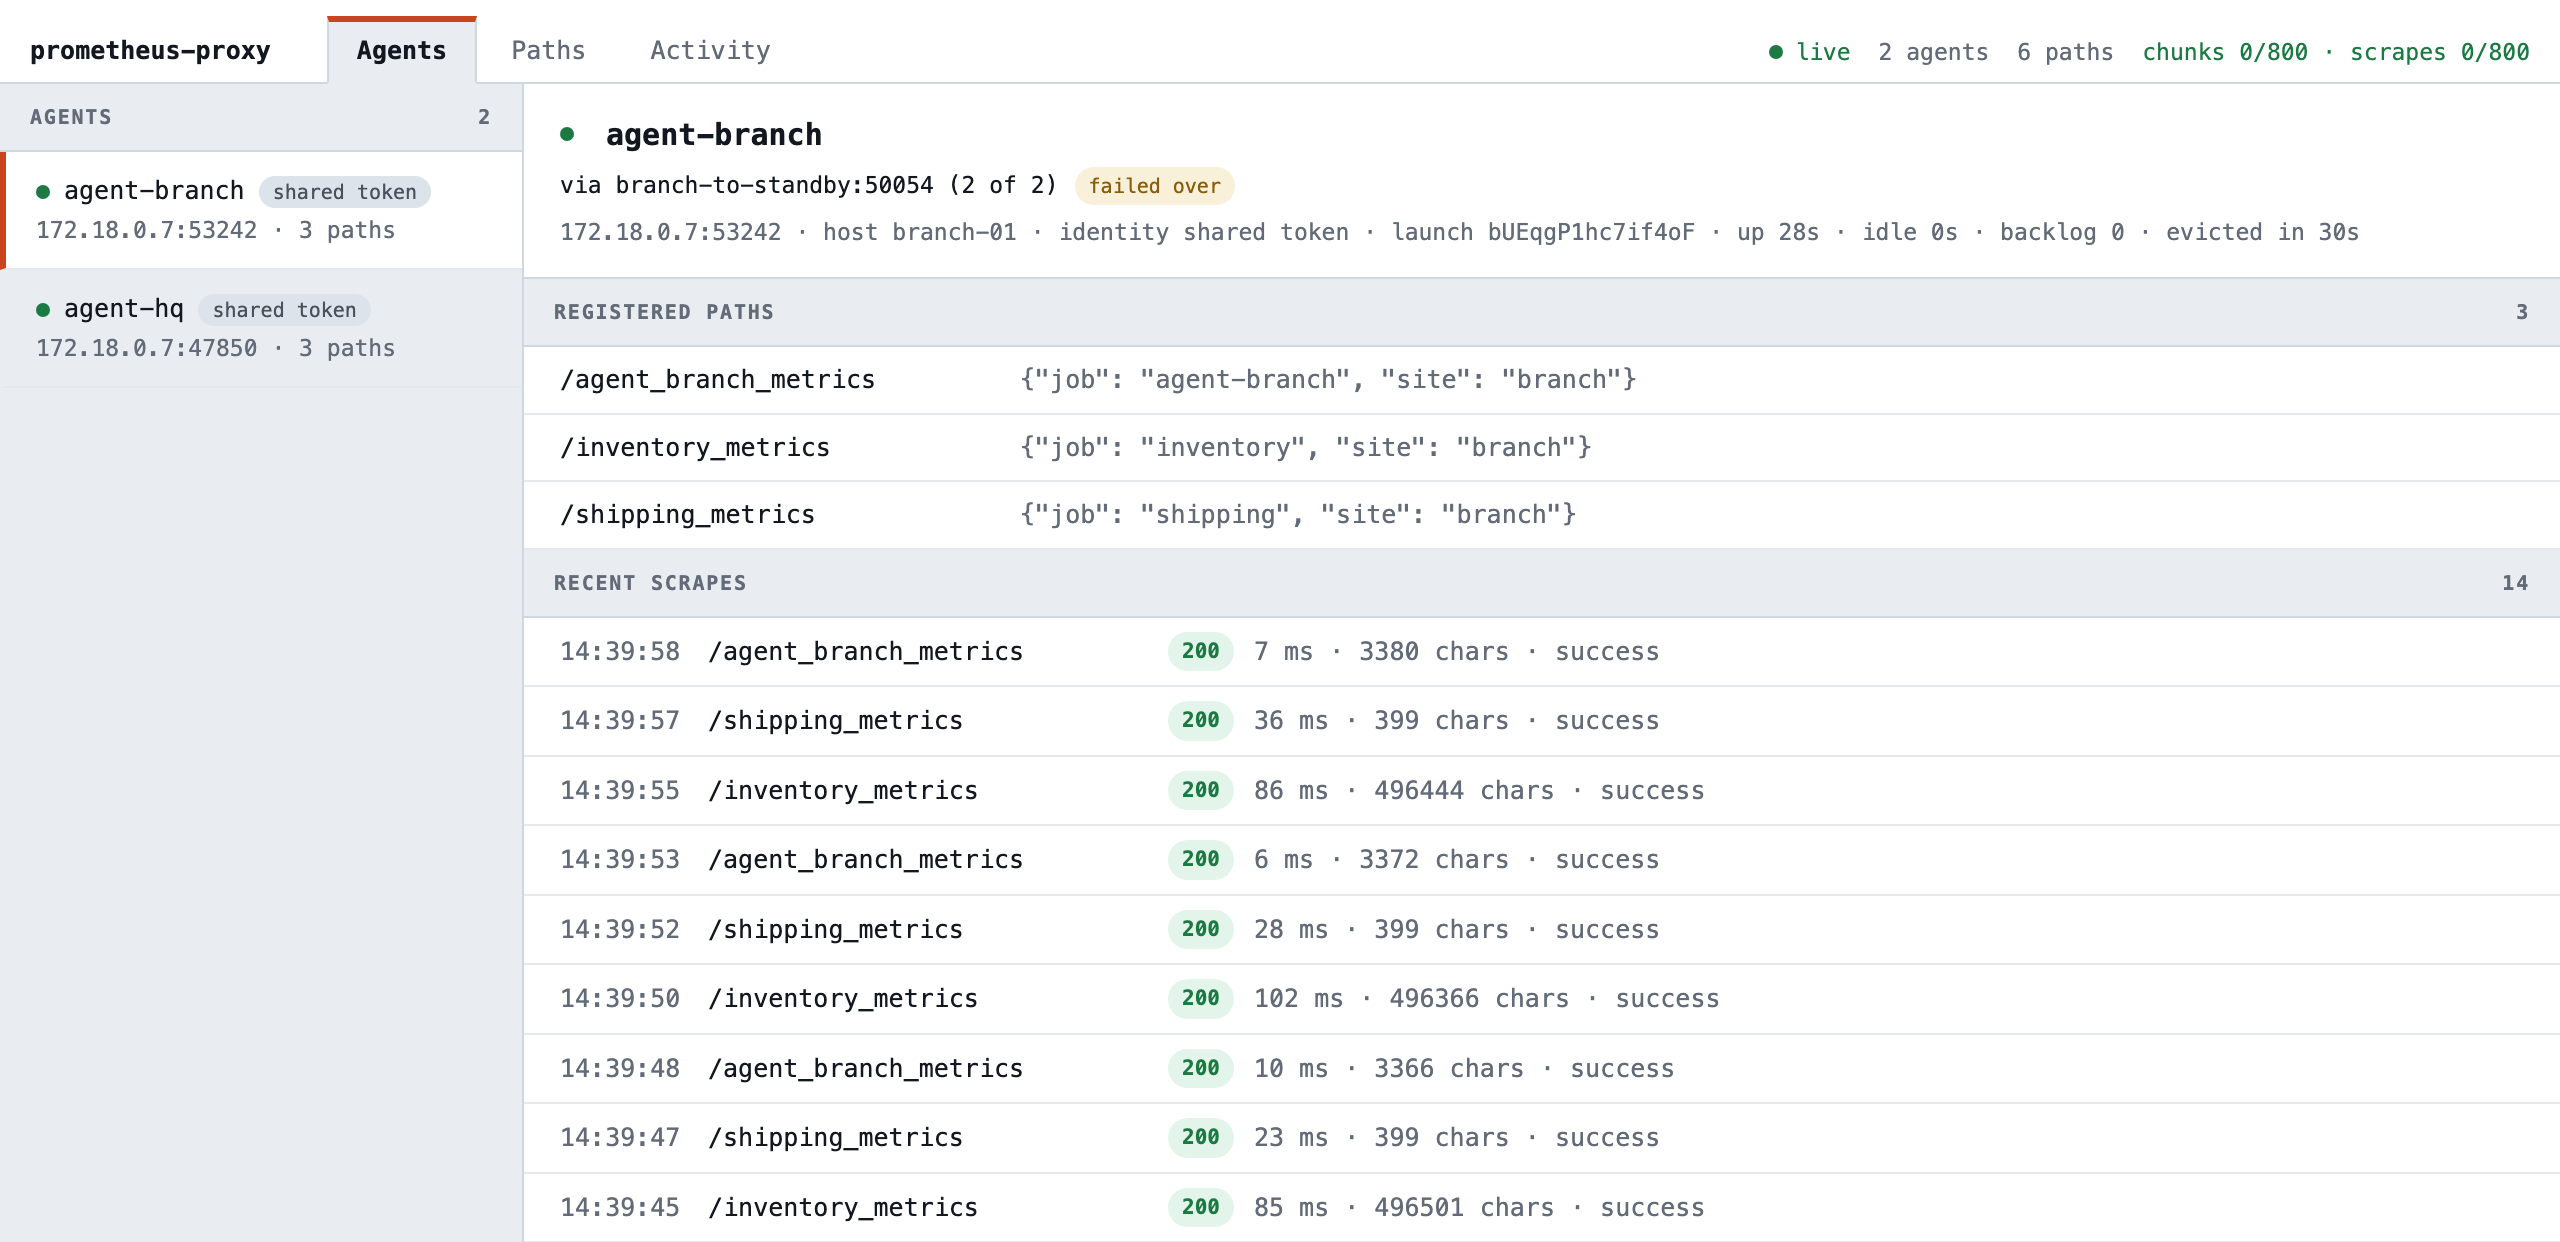 prometheus-proxy Agents Paths Activity live 2 agents 6 paths chunks 0/800 · scrapes 0/800
AGENTS 2
agent-branch shared token
172.18.0.7:53242 · 3 paths
agent-hq shared token
172.18.0.7:47850 · 3 paths
agent-branch
via branch-to-standby:50054 (2 of 2) failed over
172.18.0.7:53242 · host branch-01 · identity shared token · launch bUEqgP1hc7if4oF · up 28s · idle 0s · backlog 0 · evicted in 30s
REGISTERED PATHS 3
/agent_branch_metrics {"job": "agent-branch", "site": "branch"}
/inventory_metrics {"job": "inventory", "site": "branch"}
/shipping_metrics {"job": "shipping", "site": "branch"}
RECENT SCRAPES 14
14:39:58 /agent_branch_metrics 200 7 ms · 3380 chars · success
14:39:57 /shipping_metrics 200 36 ms · 399 chars · success
14:39:55 /inventory_metrics 200 86 ms · 496444 chars · success
14:39:53 /agent_branch_metrics 200 6 ms · 3372 chars · success
14:39:52 /shipping_metrics 200 28 ms · 399 chars · success
14:39:50 /inventory_metrics 200 102 ms · 496366 chars · success
14:39:48 /agent_branch_metrics 200 10 ms · 3366 chars · success
14:39:47 /shipping_metrics 200 23 ms · 399 chars · success
14:39:45 /inventory_metrics 200 85 ms · 496501 chars · success